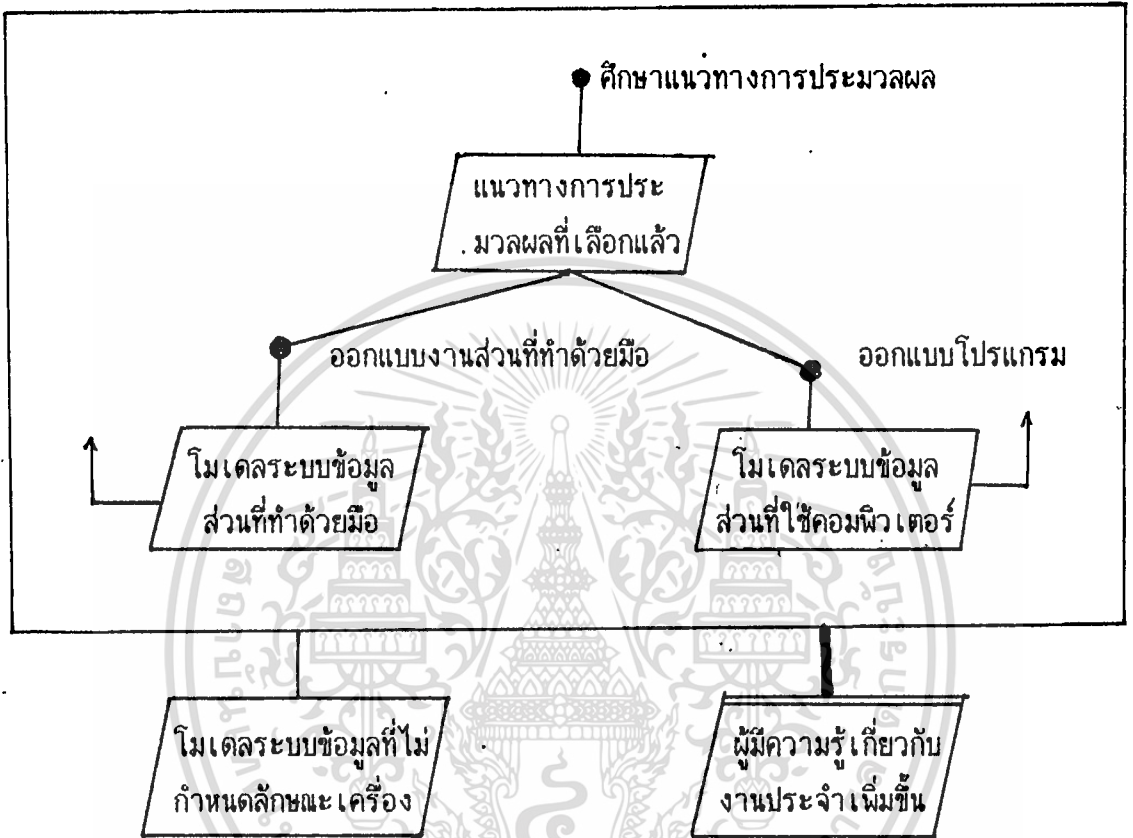 ศึกษาแนวทางการประมวลผล
แนวทางการประ
มวลผลที่เลือกแล้ว
ออกแบบงานส่วนที่ทำด้วยมือ
ออกแบบโปรแกรม
โมเดลระบบข้อมูล
ส่วนที่ทำด้วยมือ
โมเดลระบบข้อมูล
ส่วนที่ใช้คอมพิวเตอร์
โมเดลระบบข้อมูลที่ไม่
กำหนดลักษณะเครื่อง
ผู้มีความรู้เกี่ยวกับ
งานประจำเพิ่มขึ้น